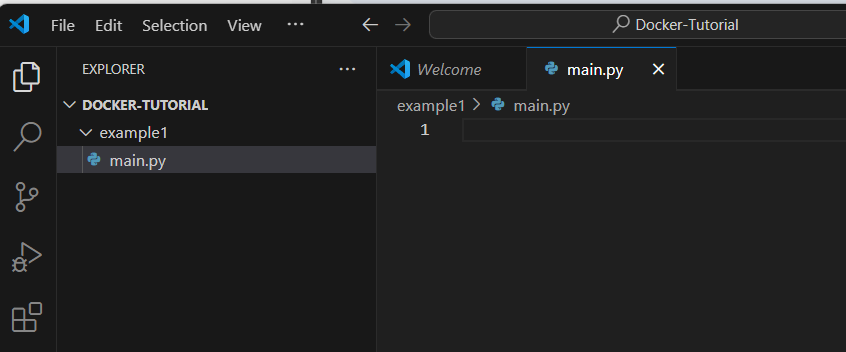 File Edit Selection View ··· Docker-Tutorial
EXPLORER ···
Welcome main.py
DOCKER-TUTORIAL
example1 > main.py
example1
1
main.py